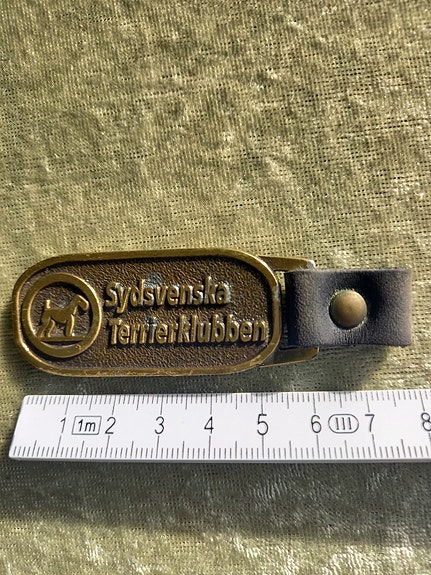 Sydsvenska
Terrierklubben
1 1m 2 3 4 5 6 III 7 8